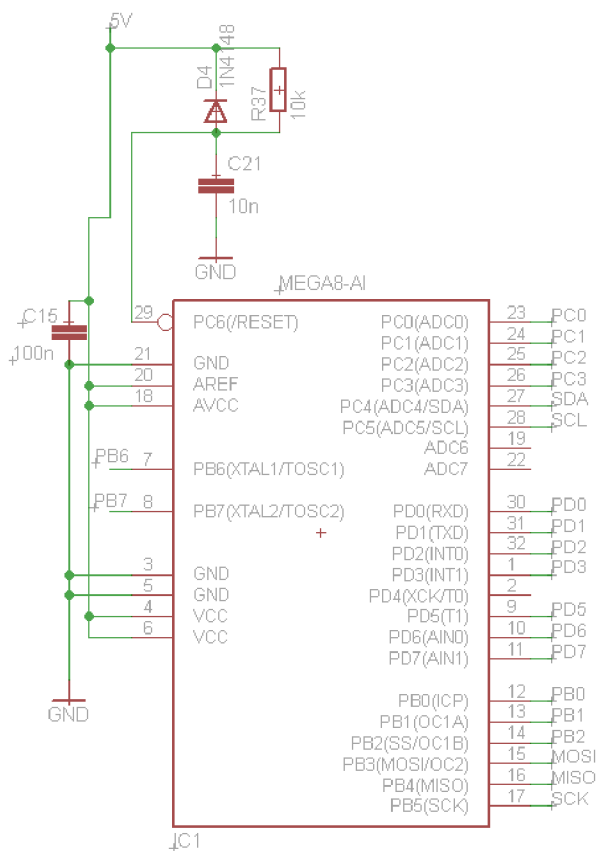 5V
D4
1N4148
R37
10k
C21
10n
GND
MEGA8-AI
C15
100n
29 PC6(/RESET) PC0(ADC0) 23 PC0
PC1(ADC1) 24 PC1
21 GND PC2(ADC2) 25 PC2
20 AREF PC3(ADC3) 26 PC3
18 AVCC PC4(ADC4/SDA) 27 SDA
PC5(ADC5/SCL) 28 SCL
ADC6 19
PB6 7 PB6(XTAL1/TOSC1) ADC7 22
PB7 8 PB7(XTAL2/TOSC2) PD0(RXD) 30 PD0
PD1(TXD) 31 PD1
PD2(INT0) 32 PD2
3 GND PD3(INT1) 1 PD3
5 GND PD4(XCK/T0) 2
4 VCC PD5(T1) 9 PD5
6 VCC PD6(AIN0) 10 PD6
PD7(AIN1) 11 PD7
GND PB0(ICP) 12 PB0
PB1(OC1A) 13 PB1
PB2(SS/OC1B) 14 PB2
PB3(MOSI/OC2) 15 MOSI
PB4(MISO) 16 MISO
PB5(SCK) 17 SCK
IC1